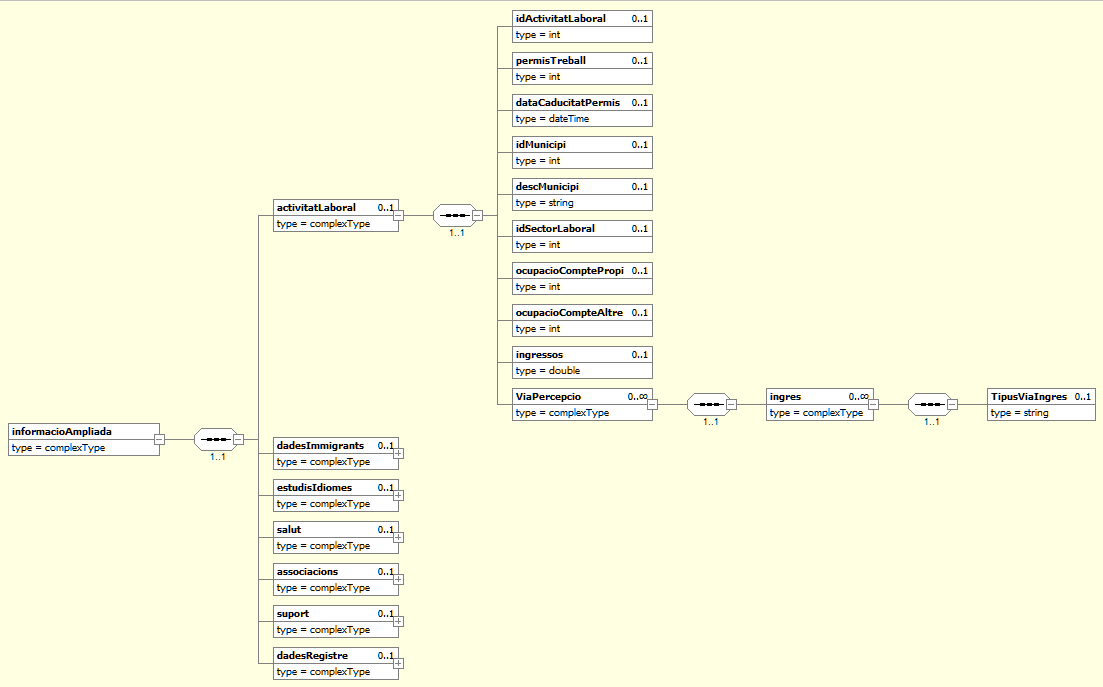 idActivitatLaboral 0..1
type = int
permisTreball 0..1
type = int
dataCaducitatPermis 0..1
type = dateTime
idMunicipi 0..1
type = int
descMunicipi 0..1
type = string
activitatLaboral 0..1
type = complexType
1..1
idSectorLaboral 0..1
type = int
ocupacioComptePropi 0..1
type = int
ocupacioCompteAltre 0..1
type = int
ingressos 0..1
type = double
ViaPercepcio 0..∞
type = complexType
1..1
ingres 0..∞
type = complexType
1..1
TipusViaIngres 0..1
type = string
informacioAmpliada
type = complexType
1..1
dadesImmigrants 0..1
type = complexType
estudisIdiomes 0..1
type = complexType
salut 0..1
type = complexType
associacions 0..1
type = complexType
suport 0..1
type = complexType
dadesRegistre 0..1
type = complexType